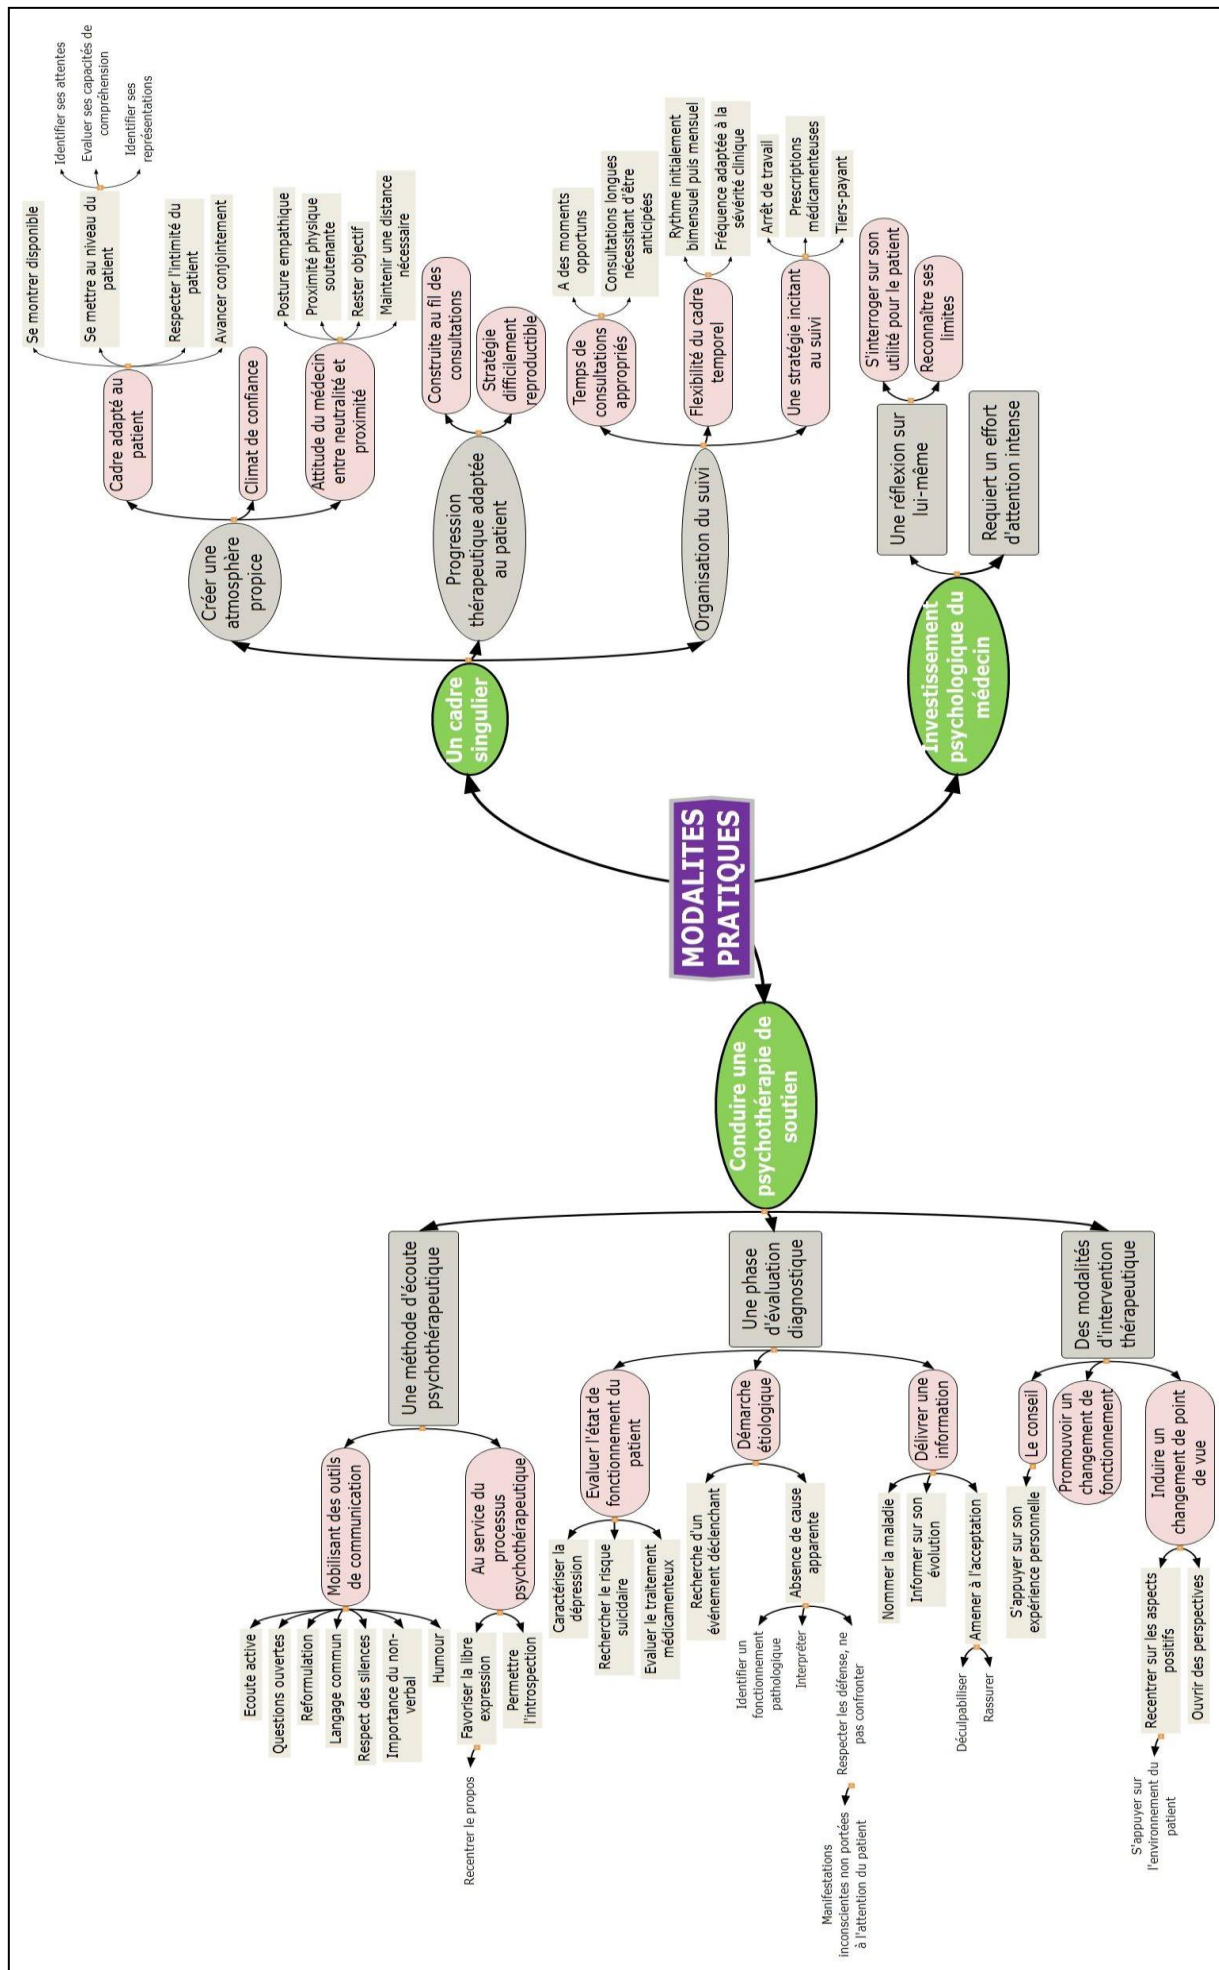 MODALITES
PRATIQUES
Conduire une
psychothérapie de
soutien
Une méthode d'écoute
psychothérapeutique
Mobilisant des outils
de communication
Ecoute active
Questions ouvertes
Reformulation
Langage commun
Respect des silences
Importance du non-
verbal
Humour
Au service du
processus
psychothérapeutique
Favoriser la libre
expression
Recentrer le propos
Permettre
l'introspection
Une phase
d'évaluation
diagnostique
Evaluer l'état de
fonctionnement du
patient
Caractériser la
dépression
Rechercher le risque
suicidaire
Evaluer le traitement
médicamenteux
Démarche
étiologique
Recherche d'un
événement déclenchant
Absence de cause
apparente
Identifier un
fonctionnement
pathologique
Interpréter
Respecter les défense, ne
pas confronter
Manifestations
inconscientes non portées
à l'attention du patient
Délivrer une
information
Nommer la maladie
Informer sur son
évolution
Amener à l'acceptation
Déculpabiliser
Rassurer
Des modalités
d'intervention
thérapeutique
Le conseil
S'appuyer sur son
expérience personnelle
Promouvoir un
changement de
fonctionnement
Induire un
changement de point
de vue
Recentrer sur les aspects
positifs
S'appuyer sur
l'environnement du
patient
Ouvrir des perspectives
Un cadre
singulier
Créer une
atmosphère
propice
Cadre adapté au
patient
Se montrer disponible
Se mettre au niveau du
patient
Identifier ses attentes
Evaluer ses capacités de
compréhension
Identifier ses
représentations
Respecter l'intimité du
patient
Avancer conjointement
Climat de confiance
Attitude du médecin
entre neutralité et
proximité
Posture empathique
Proximité physique
soutenante
Rester objectif
Maintenir une distance
nécessaire
Progression
thérapeutique adaptée
au patient
Construite au fil des
consultations
Stratégie
difficilement
reproductible
Organisation du suivi
Temps de
consultations
appropriés
A des moments
opportuns
Consultations longues
nécessitant d'être
anticipées
Flexibilité du cadre
temporel
Rythme initialement
bimensuel puis mensuel
Fréquence adaptée à la
sévérité clinique
Une stratégie incitant
au suivi
Arrêt de travail
Prescriptions
médicamenteuses
Tiers-payant
Investissement
psychologique du
médecin
Une réflexion sur
lui-même
S'interroger sur son
utilité pour le patient
Reconnaître ses
limites
Requiert un effort
d'attention intense